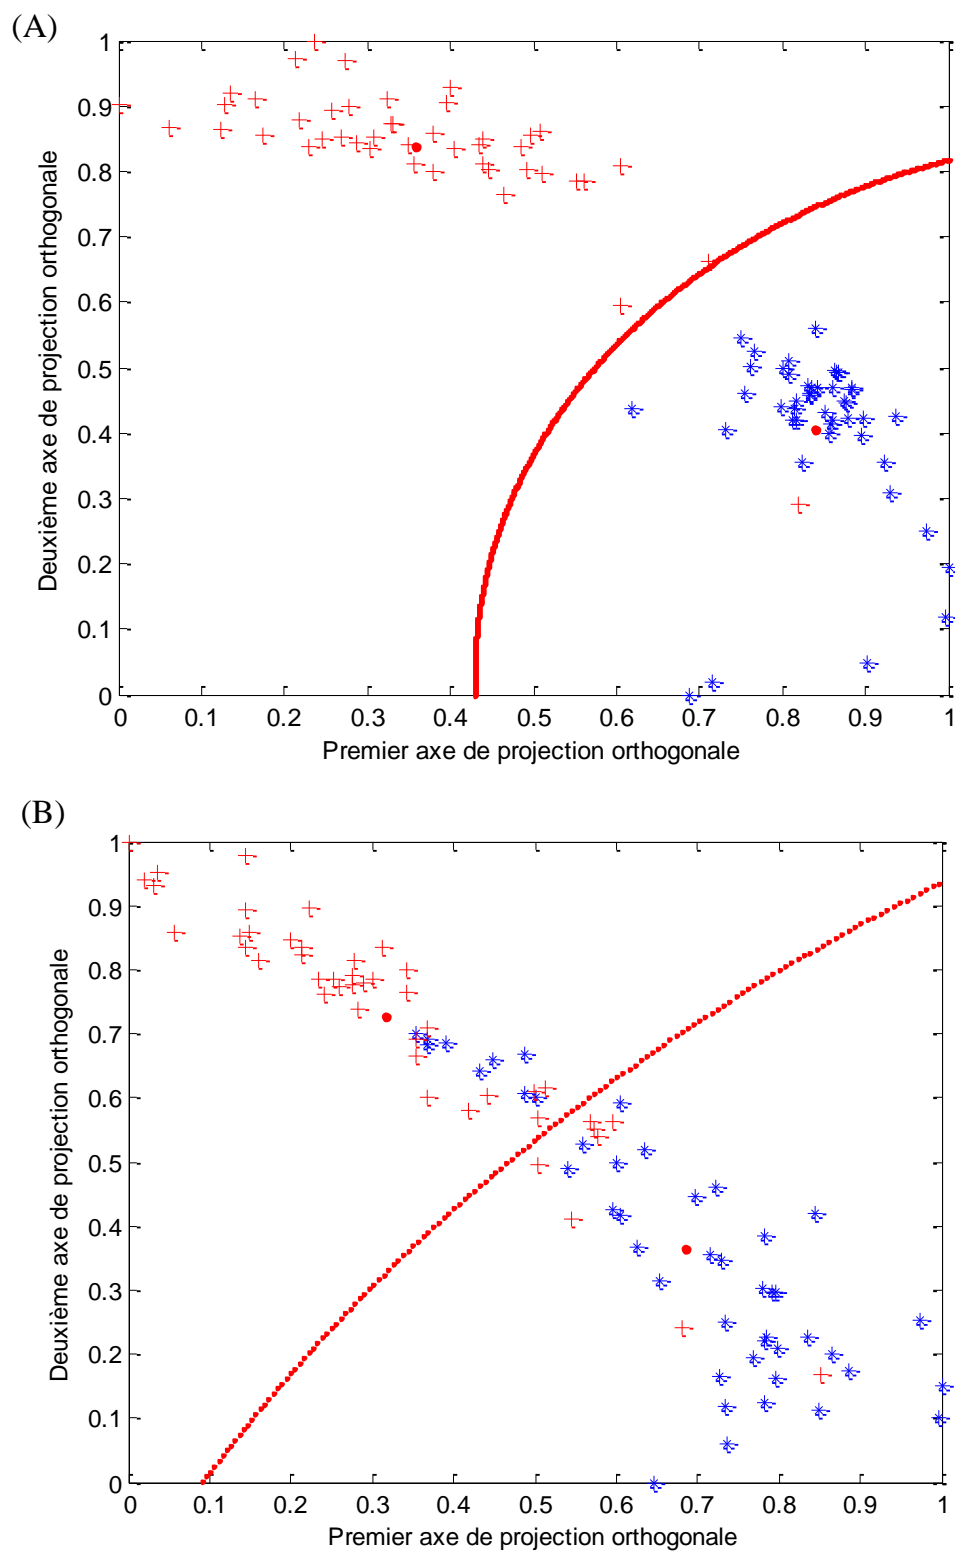 (A)
1
0.9
0.8
0.7
0.6
0.5
0.4
0.3
0.2
0.1
0
Deuxième axe de projection orthogonale
0 0.1 0.2 0.3 0.4 0.5 0.6 0.7 0.8 0.9 1
Premier axe de projection orthogonale
(B)
1
0.9
0.8
0.7
0.6
0.5
0.4
0.3
0.2
0.1
0
Deuxième axe de projection orthogonale
0 0.1 0.2 0.3 0.4 0.5 0.6 0.7 0.8 0.9 1
Premier axe de projection orthogonale